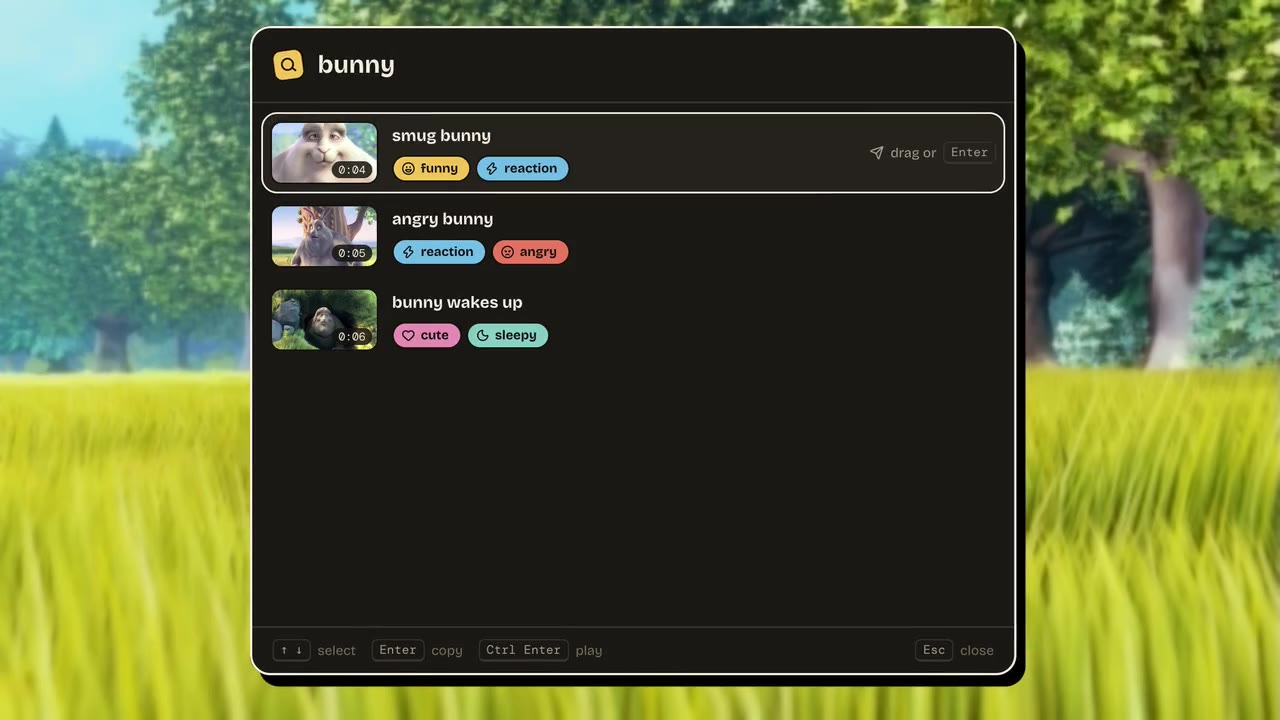 bunny
smug bunny
0:04
funny
reaction
drag or Enter
angry bunny
0:05
reaction
angry
bunny wakes up
0:06
cute
sleepy
↑ ↓ select Enter copy Ctrl Enter play Esc close